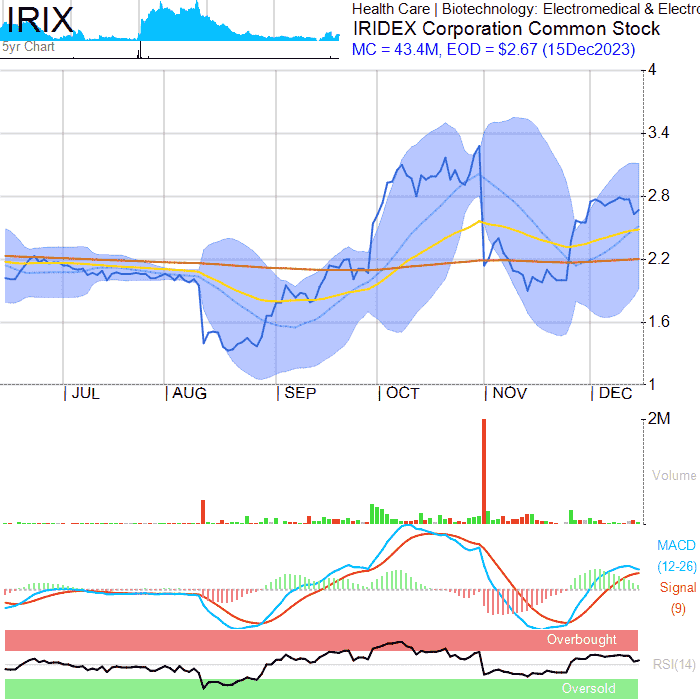 IRIX
5yr Chart
Health Care | Biotechnology: Electromedical & Electro
IRIDEX Corporation Common Stock
MC = 43.4M, EOD = $2.67 (15Dec2023)
4
3.4
2.8
2.2
1.6
1
JUL AUG SEP OCT NOV DEC
2M
Volume
MACD
(12-26)
Signal
(9)
Overbought
RSI(14)
Oversold